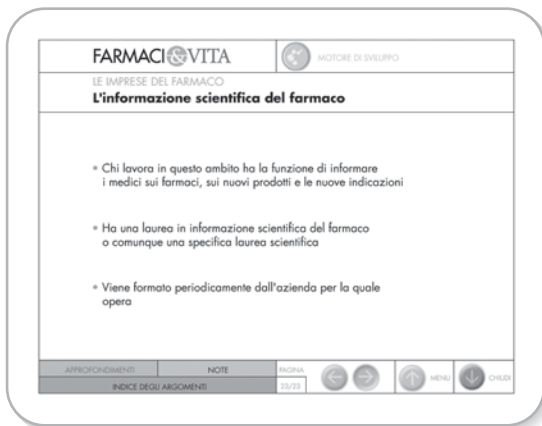 FARMACI&VITA
MOTORE DI SVILUPPO
LE IMPRESE DEL FARMACO
L'informazione scientifica del farmaco
Chi lavora in questo ambito ha la funzione di informare
i medici sui farmaci, sui nuovi prodotti e le nuove indicazioni
Ha una laurea in informazione scientifica del farmaco
o comunque una specifica laurea scientifica
Viene formato periodicamente dall'azienda per la quale
opera
APPROFONDIMENTI
NOTE
PAGINA
INDICE DEGLI ARGOMENTI
23/23
MENU
CHIUDI